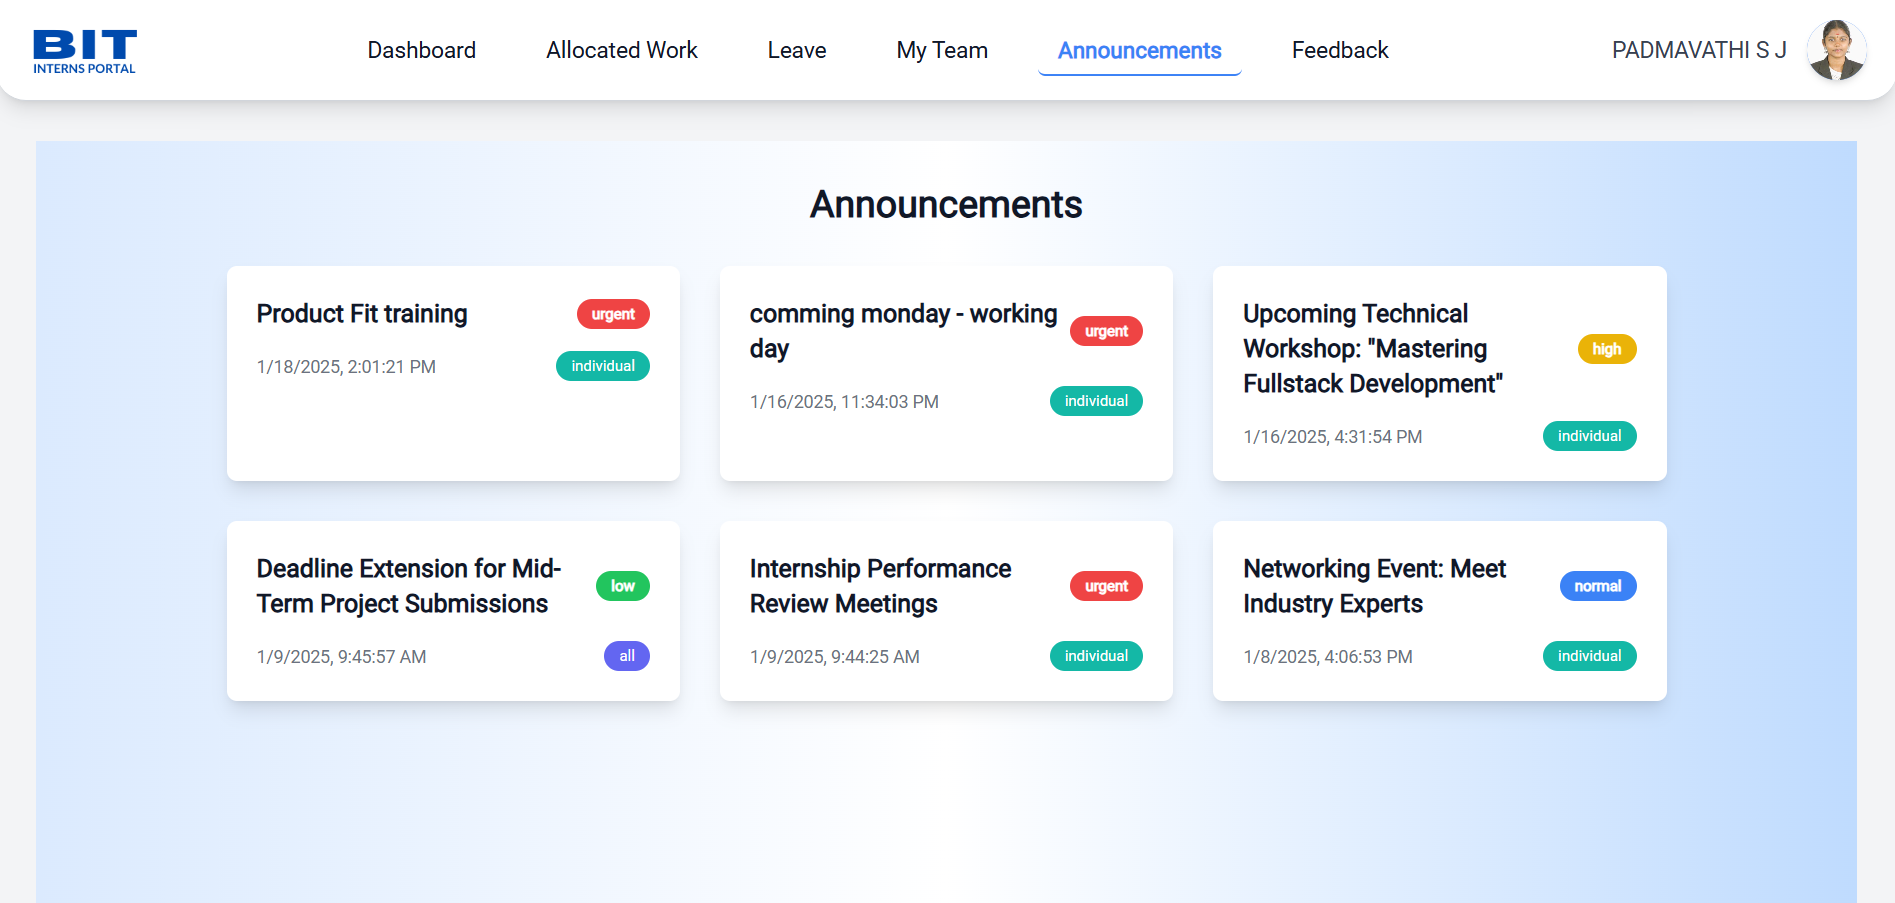 BIT
INTERNS PORTAL
Dashboard
Allocated Work
Leave
My Team
Announcements
Feedback
PADMAVATHI S J
Announcements
Product Fit training
urgent
1/18/2025, 2:01:21 PM
individual
comming monday - working
day
urgent
1/16/2025, 11:34:03 PM
individual
Upcoming Technical
Workshop: "Mastering
Fullstack Development"
high
1/16/2025, 4:31:54 PM
individual
Deadline Extension for Mid-
Term Project Submissions
low
1/9/2025, 9:45:57 AM
all
Internship Performance
Review Meetings
urgent
1/9/2025, 9:44:25 AM
individual
Networking Event: Meet
Industry Experts
normal
1/8/2025, 4:06:53 PM
individual